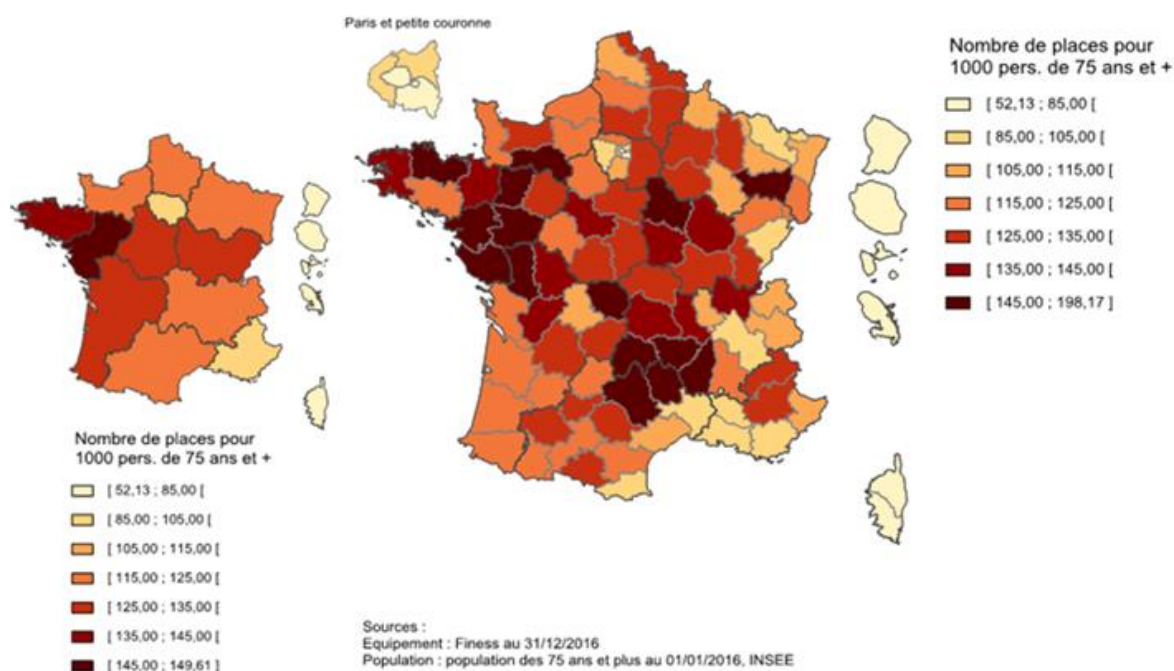 Paris et petite couronne
Nombre de places pour
1000 pers. de 75 ans et +
[ 52,13 ; 85,00 [
[ 85,00 ; 105,00 [
[ 105,00 ; 115,00 [
[ 115,00 ; 125,00 [
[ 125,00 ; 135,00 [
[ 135,00 ; 145,00 [
[ 145,00 ; 198,17 ]
Nombre de places pour
1000 pers. de 75 ans et +
[ 52,13 ; 85,00 [
[ 85,00 ; 105,00 [
[ 105,00 ; 115,00 [
[ 115,00 ; 125,00 [
[ 125,00 ; 135,00 [
[ 135,00 ; 145,00 [
[ 145,00 ; 149,61 ]
Sources :
Equipement : Finess au 31/12/2016
Population : population des 75 ans et plus au 01/01/2016, INSEE